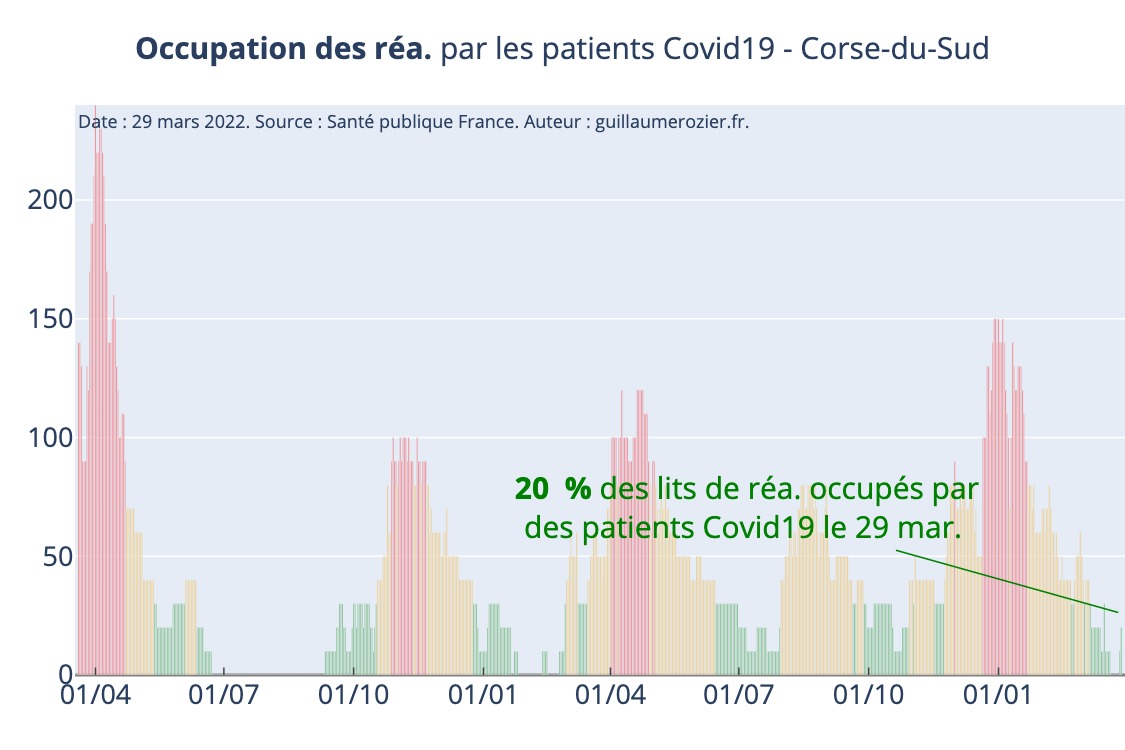 Occupation des réa. par les patients Covid19 - Corse-du-Sud
Date : 29 mars 2022. Source : Santé publique France. Auteur : guillaumerozier.fr.
200
150
100
50
0
20  % des lits de réa. occupés par
des patients Covid19 le 29 mar.
01/04 01/07 01/10 01/01 01/04 01/07 01/10 01/01